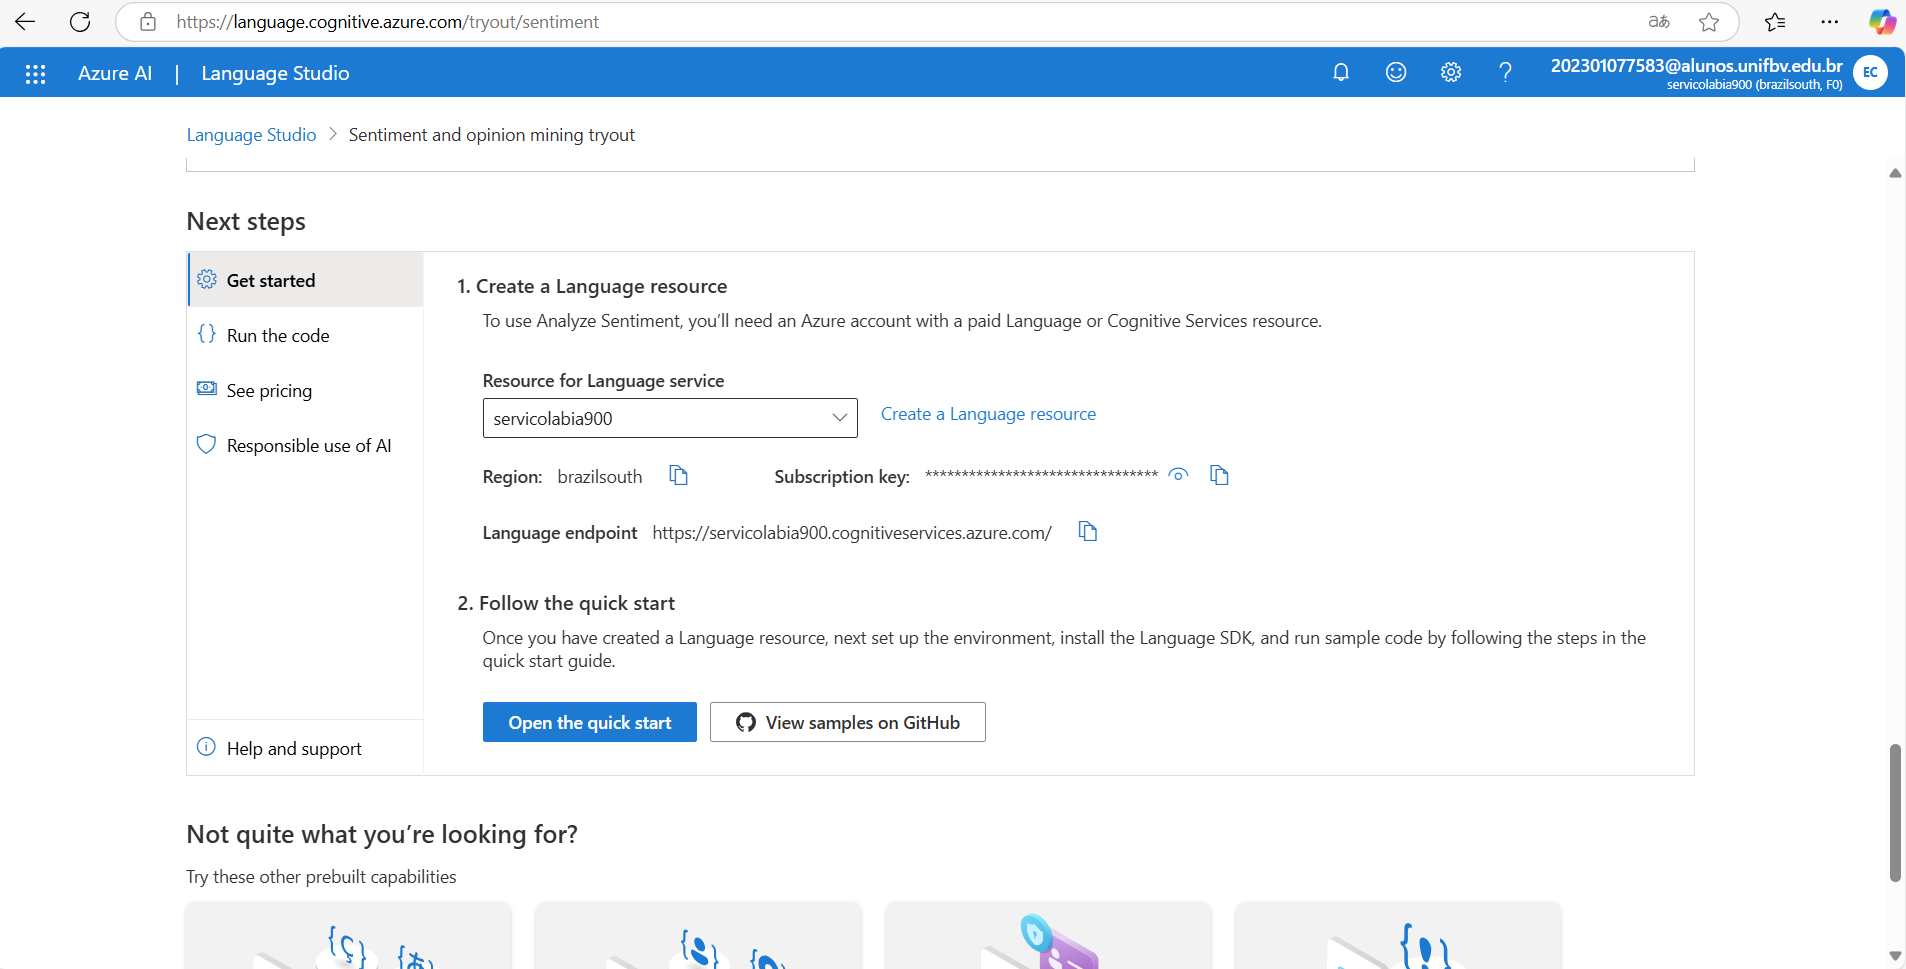 https://language.cognitive.azure.com/tryout/sentiment
aあ
Azure AI | Language Studio
202301077583@alunos.unifbv.edu.br
servicolabia900 (brazilsouth, F0)
EC
Language Studio > Sentiment and opinion mining tryout
Next steps
Get started
Run the code
See pricing
Responsible use of AI
Help and support
1. Create a Language resource
To use Analyze Sentiment, you’ll need an Azure account with a paid Language or Cognitive Services resource.
Resource for Language service
servicolabia900
Create a Language resource
Region: brazilsouth
Subscription key: ********************************
Language endpoint https://servicolabia900.cognitiveservices.azure.com/
2. Follow the quick start
Once you have created a Language resource, next set up the environment, install the Language SDK, and run sample code by following the steps in the
quick start guide.
Open the quick start
View samples on GitHub
Not quite what you’re looking for?
Try these other prebuilt capabilities